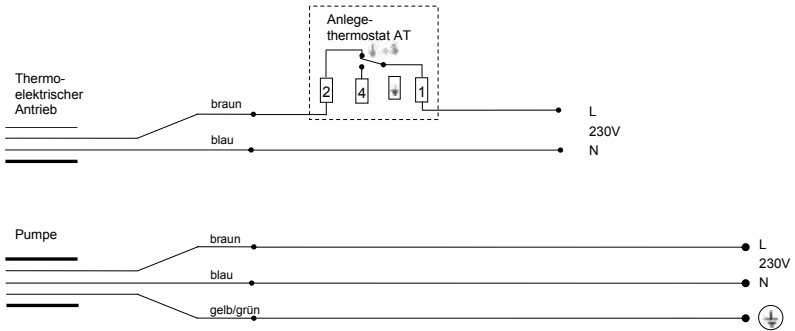 Anlege-
thermostat AT
Thermo-
elektrischer
Antrieb
2
4
1
braun
L
230V
blau
N
Pumpe
braun
L
230V
blau
N
gelb/grün